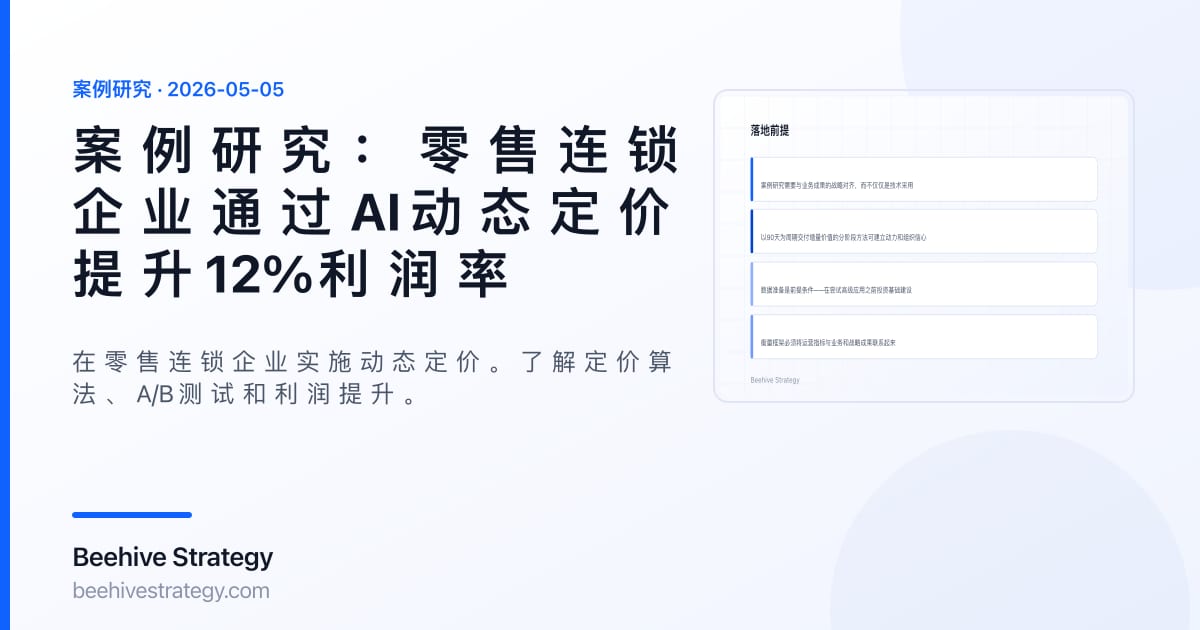 案例研究 · 2026-05-05
案例研究：零售连锁
企业通过AI动态定价
提升12%利润率
在零售连锁企业实施动态定价。了解定价算
法、A/B测试和利润提升。
Beehive Strategy
beehivestrategy.com
落地前提
案例研究需要与业务成果的战略对齐，而不仅仅是技术采用
以90天为周期交付增量价值的分阶段方法可建立动力和组织信心
数据准备是前提条件——在尝试高级应用之前投资基础建设
衡量框架必须将运营指标与业务和战略成果联系起来
Beehive Strategy